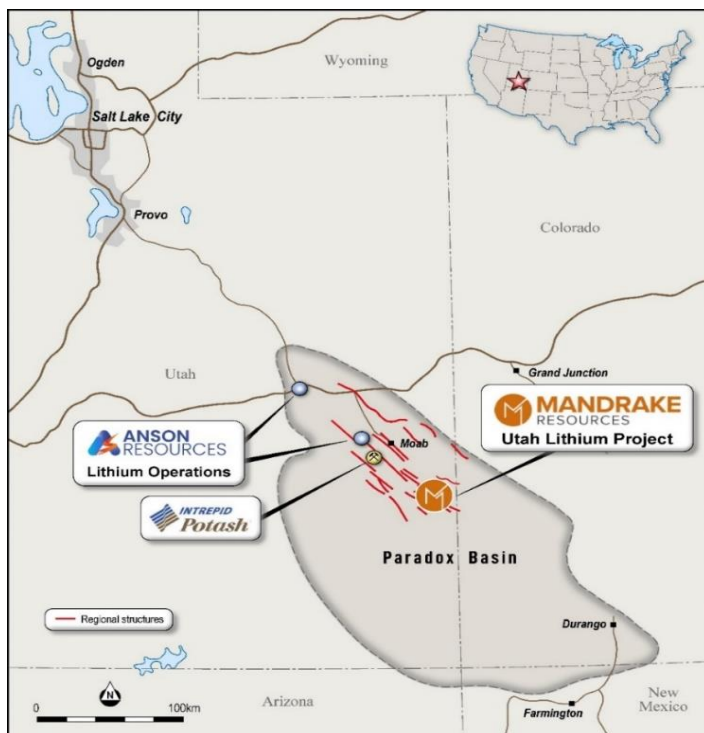 Wyoming
Ogden
Salt Lake City
Provo
Colorado
Utah
Grand Junction
MANDRAKE
RESOURCES
Utah Lithium Project
ANSON
RESOURCES
Lithium Operations
Moab
INTREPID
Potash
M
Paradox Basin
Regional structures
Durango
N
0 100km
Arizona
New
Mexico
Farmington